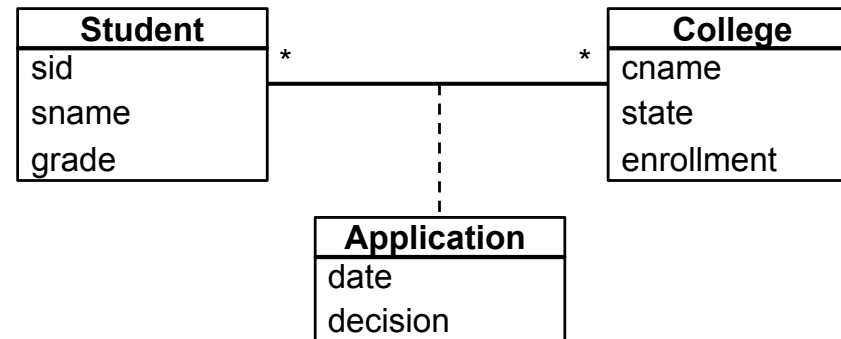 Student
sid
sname
grade
*
*
College
cname
state
enrollment
Application
date
decision